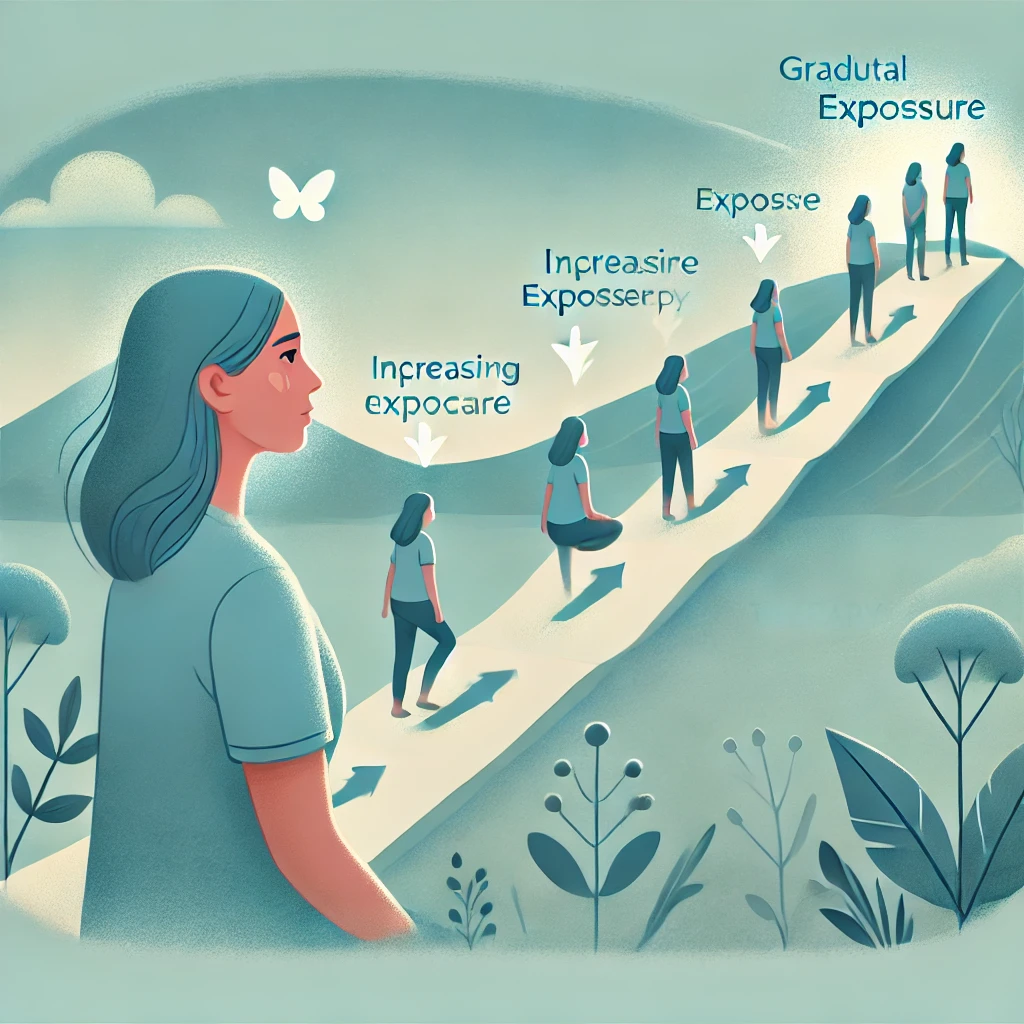 Gradutal
Expossure
Exposse
Inpreasire
Exposserpy
Inpreasing
expocare